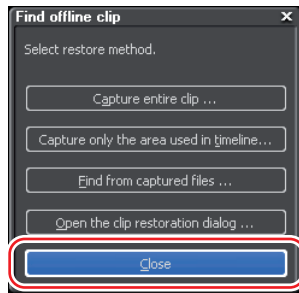 Find offline clip x
Select restore method.
Capture entire clip ...
Capture only the area used in timeline...
Find from captured files ...
Open the clip restoration dialog ...
Close